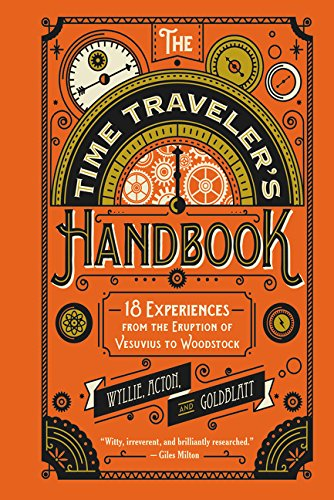 THE
TIME TRAVELER'S
HANDBOOK
18 EXPERIENCES
FROM THE ERUPTION OF
VESUVIUS TO WOODSTOCK
WYLLIE, ACTON,
AND GOLDBLATT
"Witty, irreverent, and brilliantly researched."
— Giles Milton